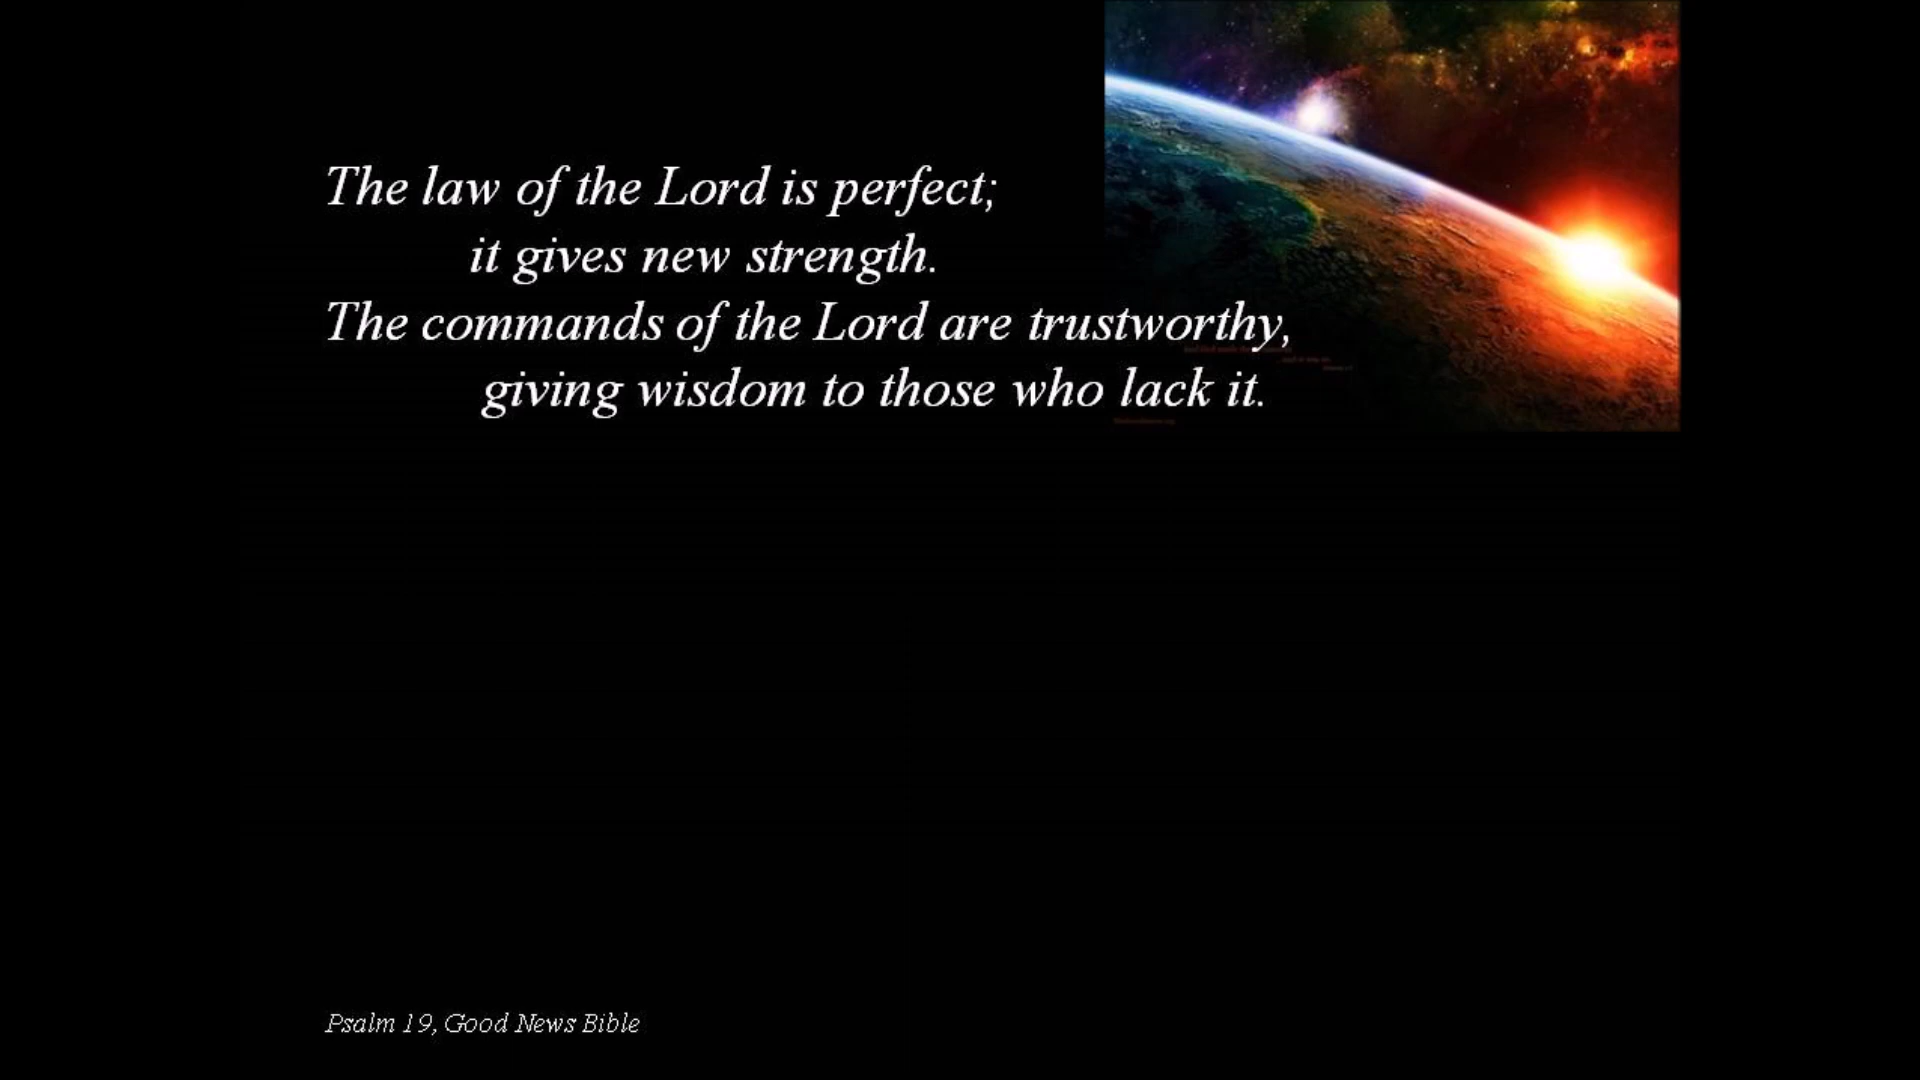 The law of the Lord is perfect;
it gives new strength.
The commands of the Lord are trustworthy,
giving wisdom to those who lack it.
Psalm 19, Good News Bible